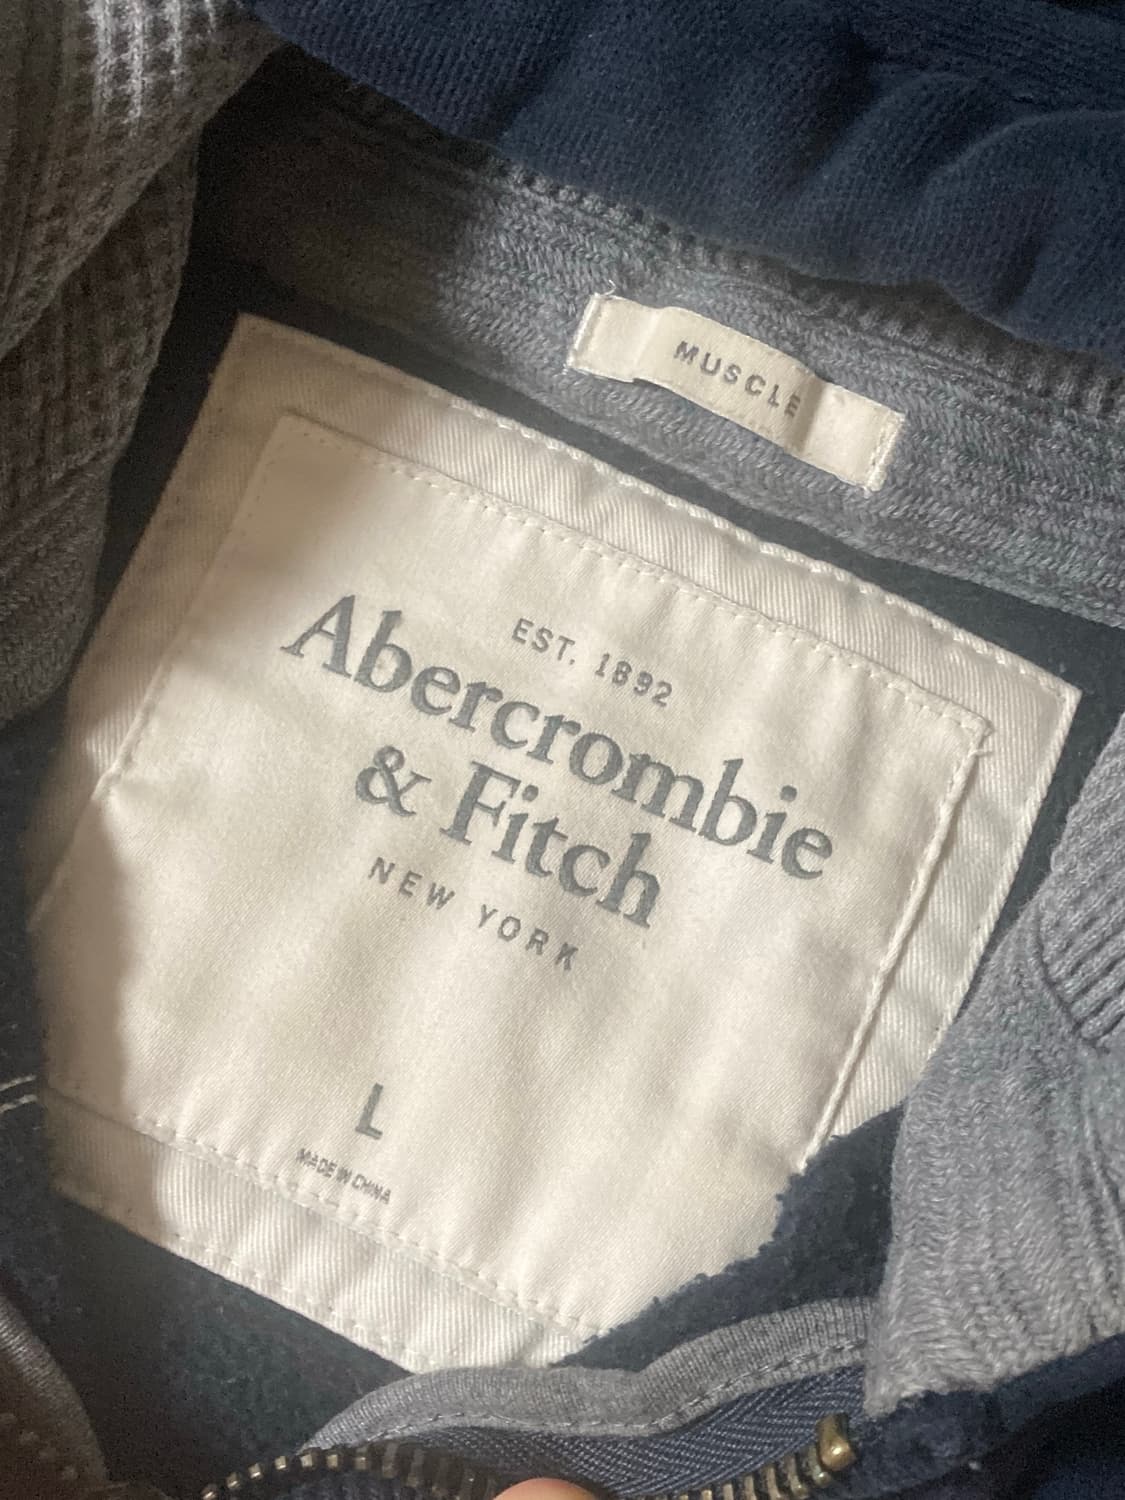 MUSCLE
EST. 1892
Abercrombie
& Fitch
NEW YORK
L
MADE IN CHINA